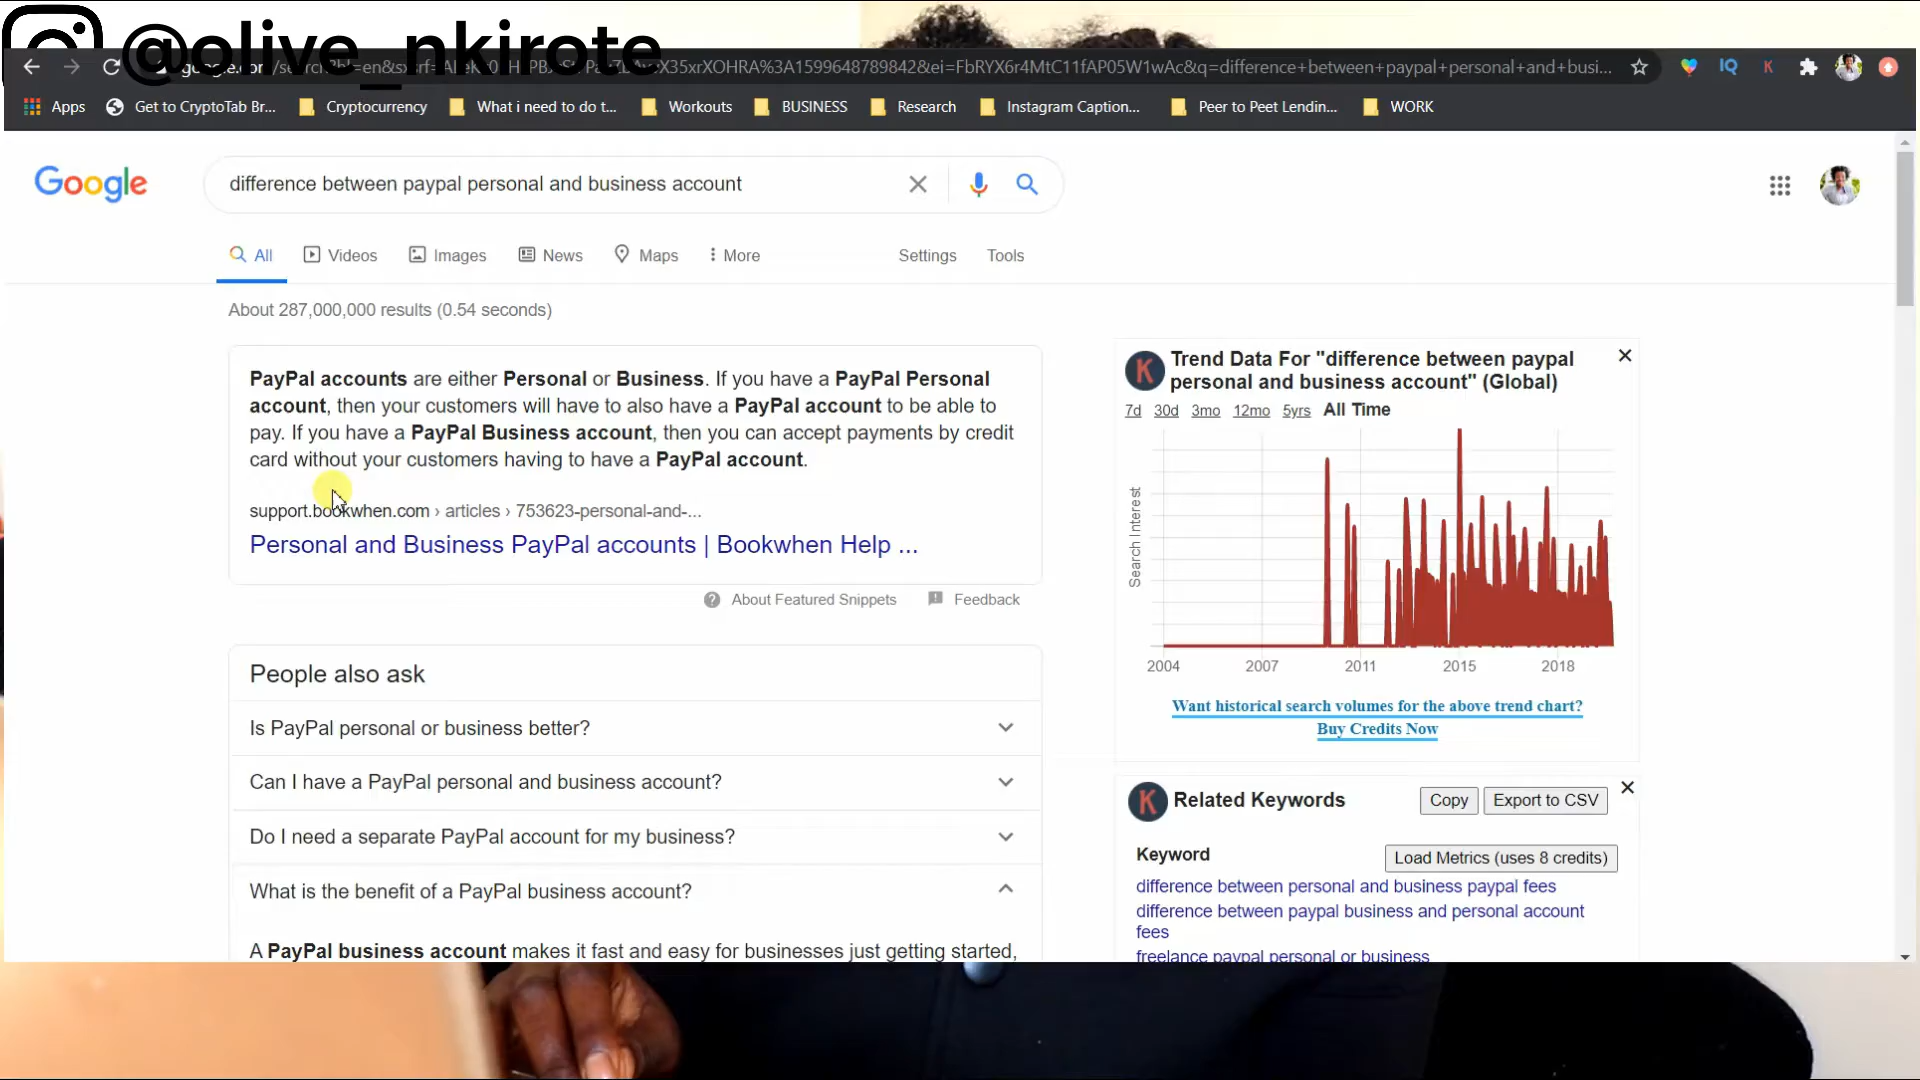 @olive_nkirote
Apps
Get to CryptoTab Br...
Cryptocurrency
What i need to do t...
Workouts
BUSINESS
Research
Instagram Caption...
Peer to Peet Lendin...
WORK
Google
difference between paypal personal and business account
All
Videos
Images
News
Maps
More
Settings
Tools
About 287,000,000 results (0.54 seconds)
PayPal accounts are either Personal or Business. If you have a PayPal Personal
account, then your customers will have to also have a PayPal account to be able to
pay. If you have a PayPal Business account, then you can accept payments by credit
card without your customers having to have a PayPal account.
support.bookwhen.com › articles › 753623-personal-and-...
Personal and Business PayPal accounts | Bookwhen Help ...
About Featured Snippets
Feedback
People also ask
Is PayPal personal or business better?
Can I have a PayPal personal and business account?
Do I need a separate PayPal account for my business?
What is the benefit of a PayPal business account?
A PayPal business account makes it fast and easy for businesses just getting started,
K
Trend Data For "difference between paypal
personal and business account" (Global)
7d 30d 3mo 12mo 5yrs All Time
Search Interest
2004 2007 2011 2015 2018
Want historical search volumes for the above trend chart?
Buy Credits Now
K
Related Keywords
Copy
Export to CSV
Keyword
Load Metrics (uses 8 credits)
difference between personal and business paypal fees
difference between paypal business and personal account
fees
freelance paypal personal or business